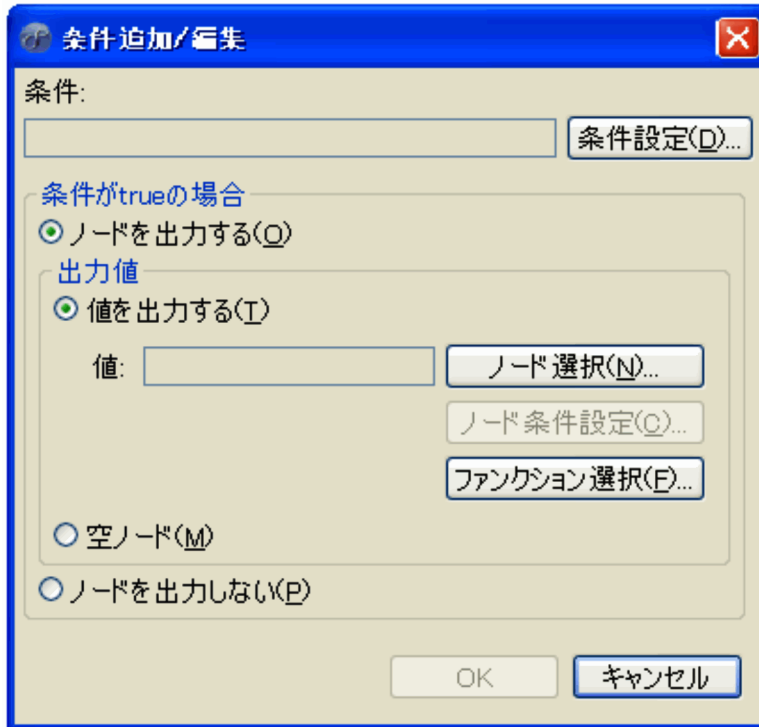 条件追加/編集
条件:
条件設定(D)...
条件がtrueの場合
ノードを出力する(O)
出力値
値を出力する(T)
値:
ノード選択(N)...
ノード条件設定(C)...
ファンクション選択(F)...
空ノード(M)
ノードを出力しない(P)
OK キャンセル